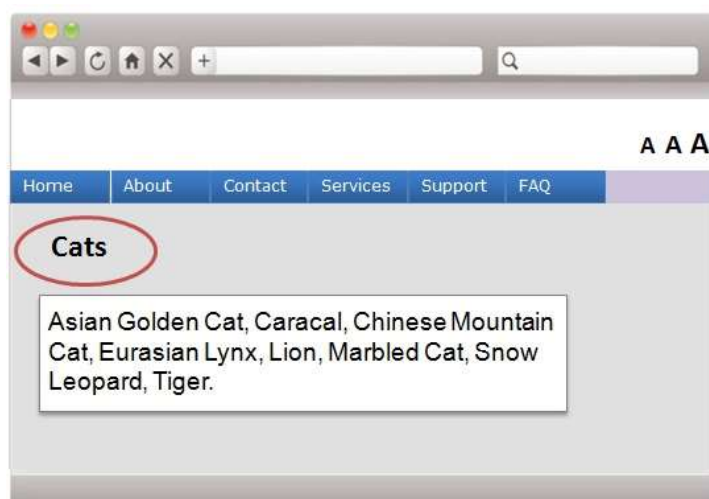 A A A
Home About Contact Services Support FAQ
Cats
Asian Golden Cat, Caracal, Chinese Mountain
Cat, Eurasian Lynx, Lion, Marbled Cat, Snow
Leopard, Tiger.